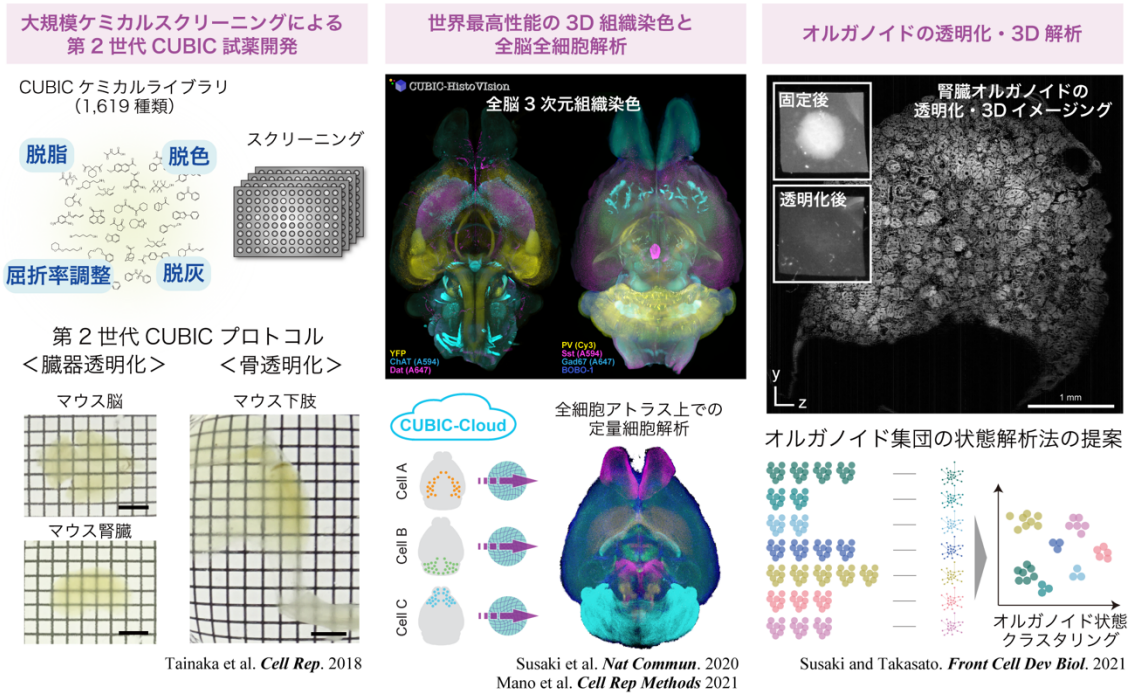 大規模ケミカルスクリーニングによる
第2世代 CUBIC 試薬開発
CUBIC ケミカルライブラリ
（1,619 種類）
スクリーニング
脱脂
脱色
屈折率調整
脱灰
第2世代 CUBIC プロトコル
＜臓器透明化＞
＜骨透明化＞
マウス脳
マウス下肢
マウス腎臓
Tainaka et al. Cell Rep. 2018
世界最高性能の 3D 組織染色と
全脳全細胞解析
CUBIC-HistoVIsion
全脳3次元組織染色
YFP
ChAT (A594)
Dat (A647)
PV (Cy3)
Sst (A594)
Gad67 (A647)
BOBO-1
CUBIC-Cloud
全細胞アトラス上での
定量細胞解析
Cell A
Cell B
Cell C
Susaki et al. Nat Commun. 2020
Mano et al. Cell Rep Methods 2021
オルガノイドの透明化・3D 解析
固定後
透明化後
腎臓オルガノイドの
透明化・3Dイメージング
y
z
1 mm
オルガノイド集団の状態解析法の提案
オルガノイド状態
クラスタリング
Susaki and Takasato. Front Cell Dev Biol. 2021